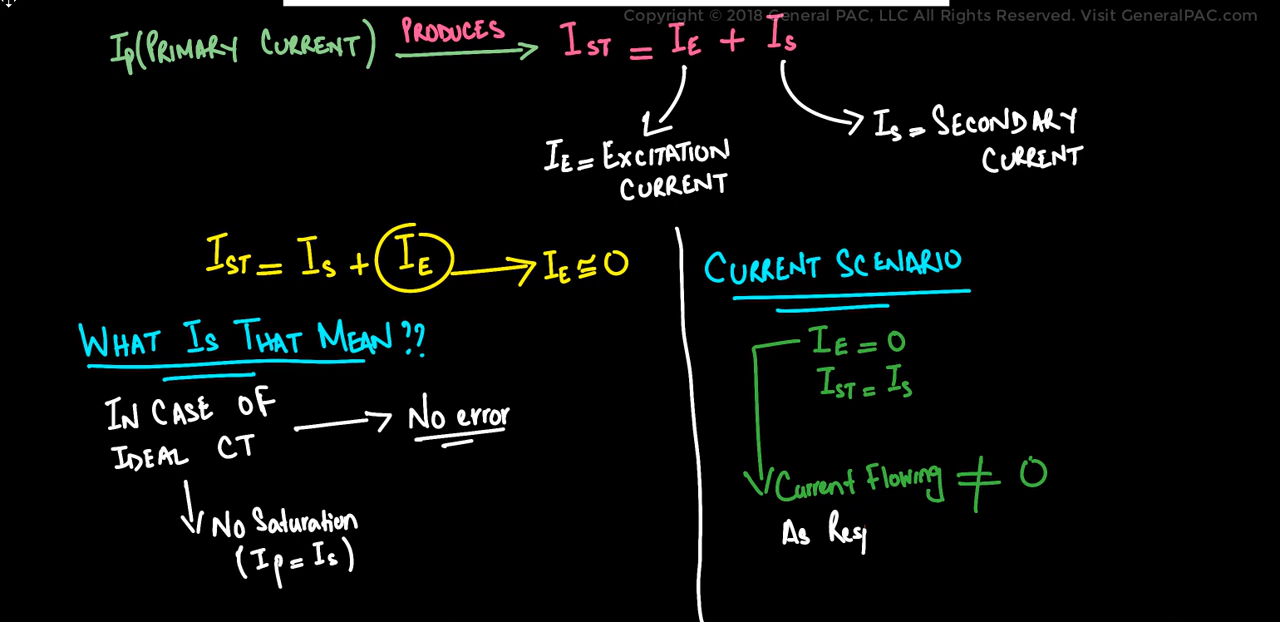 Copyright © 2018 General PAC, LLC All Rights Reserved. Visit GeneralPAC.com
Ip(PRIMARY CURRENT) PRODUCES IST = IE + IS
IE = EXCITATION
CURRENT
IS = SECONDARY
CURRENT
IST = IS + IE → IE ≅ 0
WHAT IS THAT MEAN??
IN CASE OF
IDEAL CT
→ No error
No Saturation
(Ip = Is)
CURRENT SCENARIO
IE = 0
IST = IS
Current Flowing ≠ 0
As Resp